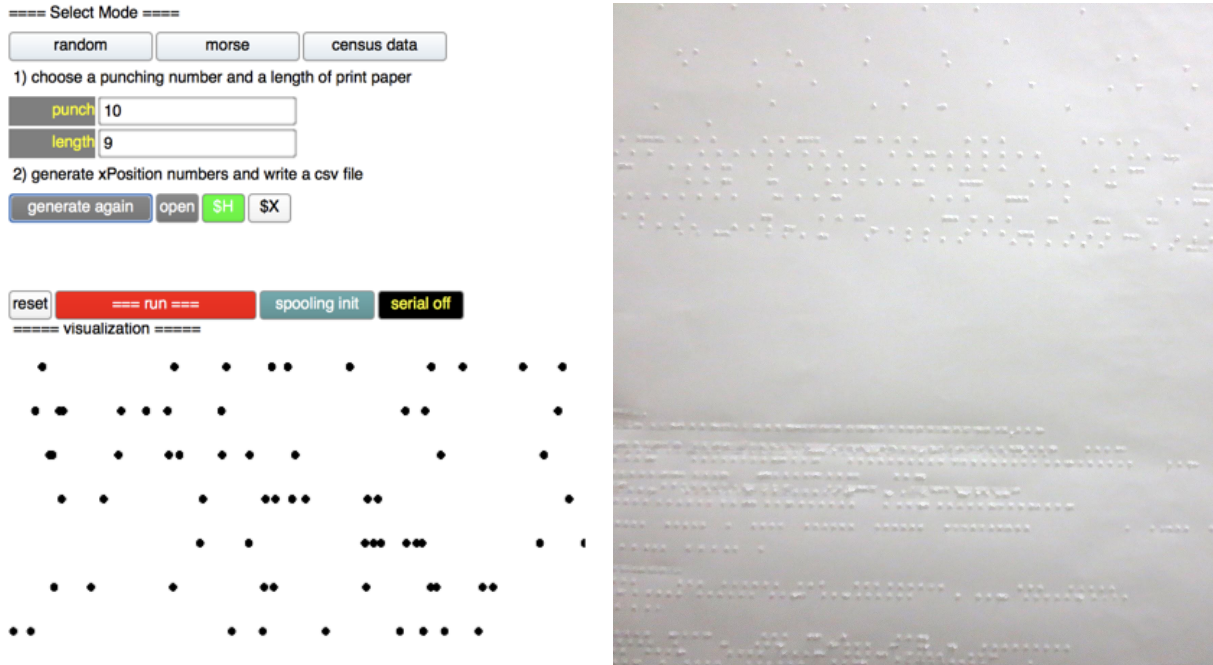 ==== Select Mode ====
random morse census data
1) choose a punching number and a length of print paper
punch 10
length 9
2) generate xPosition numbers and write a csv file
generate again open $H $X
reset === run === spooling init serial off
===== visualization =====